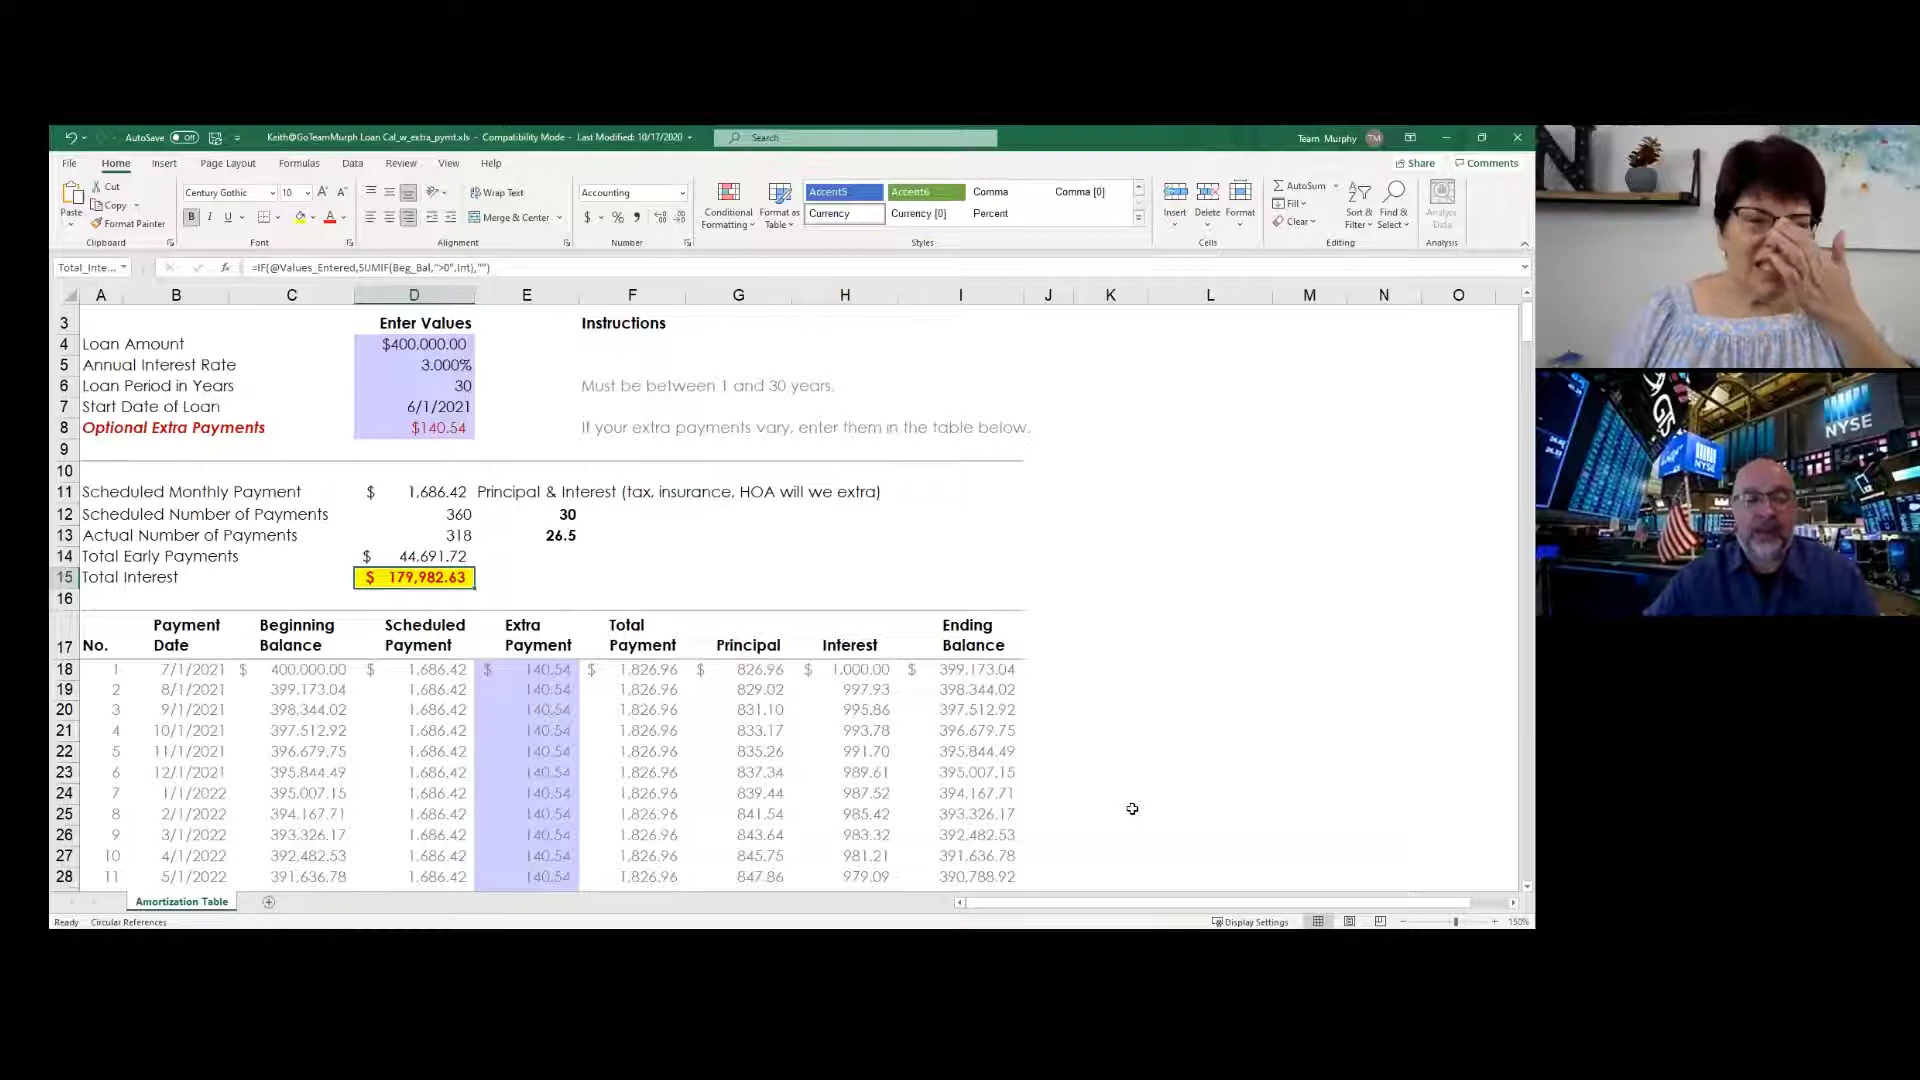 AutoSave Off Keith@GoTeamMurph Loan Cal_w_extra_pymt.xls - Compatibility Mode - Last Modified: 10/17/2020 Search Team Murphy TM
File Home Insert Page Layout Formulas Data Review View Help Share Comments
Paste Cut Copy Format Painter Clipboard
Century Gothic 10 B I U Font
Wrap Text Merge & Center Alignment
Accounting $ % Number
Conditional Formatting Format as Table Accent5 Accent6 Comma Comma [0] Currency Currency [0] Percent Styles
Insert Delete Format Cells
AutoSum Fill Clear Sort & Filter Find & Select Editing
Analyze Data Analysis
Total_Inte... fx =IF(@Values_Entered,SUMIF(Beg_Bal,">0",Int),"")
A B C D E F G H I J K L M N O
3 Enter Values Instructions
4 Loan Amount $400,000.00
5 Annual Interest Rate 3.000%
6 Loan Period in Years 30 Must be between 1 and 30 years.
7 Start Date of Loan 6/1/2021
8 Optional Extra Payments $140.54 If your extra payments vary, enter them in the table below.
9
10
11 Scheduled Monthly Payment $ 1,686.42 Principal & Interest (tax, insurance, HOA will we extra)
12 Scheduled Number of Payments 360 30
13 Actual Number of Payments 318 26.5
14 Total Early Payments $ 44,691.72
15 Total Interest $ 179,982.63
16
17 No. Payment Date Beginning Balance Scheduled Payment Extra Payment Total Payment Principal Interest Ending Balance
18 1 7/1/2021 $ 400,000.00 $ 1,686.42 $ 140.54 $ 1,826.96 $ 826.96 $ 1,000.00 $ 399,173.04
19 2 8/1/2021 399,173.04 1,686.42 140.54 1,826.96 829.02 997.93 398,344.02
20 3 9/1/2021 398,344.02 1,686.42 140.54 1,826.96 831.10 995.86 397,512.92
21 4 10/1/2021 397,512.92 1,686.42 140.54 1,826.96 833.17 993.78 396,679.75
22 5 11/1/2021 396,679.75 1,686.42 140.54 1,826.96 835.26 991.70 395,844.49
23 6 12/1/2021 395,844.49 1,686.42 140.54 1,826.96 837.34 989.61 395,007.15
24 7 1/1/2022 395,007.15 1,686.42 140.54 1,826.96 839.44 987.52 394,167.71
25 8 2/1/2022 394,167.71 1,686.42 140.54 1,826.96 841.54 985.42 393,326.17
26 9 3/1/2022 393,326.17 1,686.42 140.54 1,826.96 843.64 983.32 392,482.53
27 10 4/1/2022 392,482.53 1,686.42 140.54 1,826.96 845.75 981.21 391,636.78
28 11 5/1/2022 391,636.78 1,686.42 140.54 1,826.96 847.86 979.09 390,788.92
Amortization Table
Ready Circular References Display Settings 150%
NYSE
NYSE